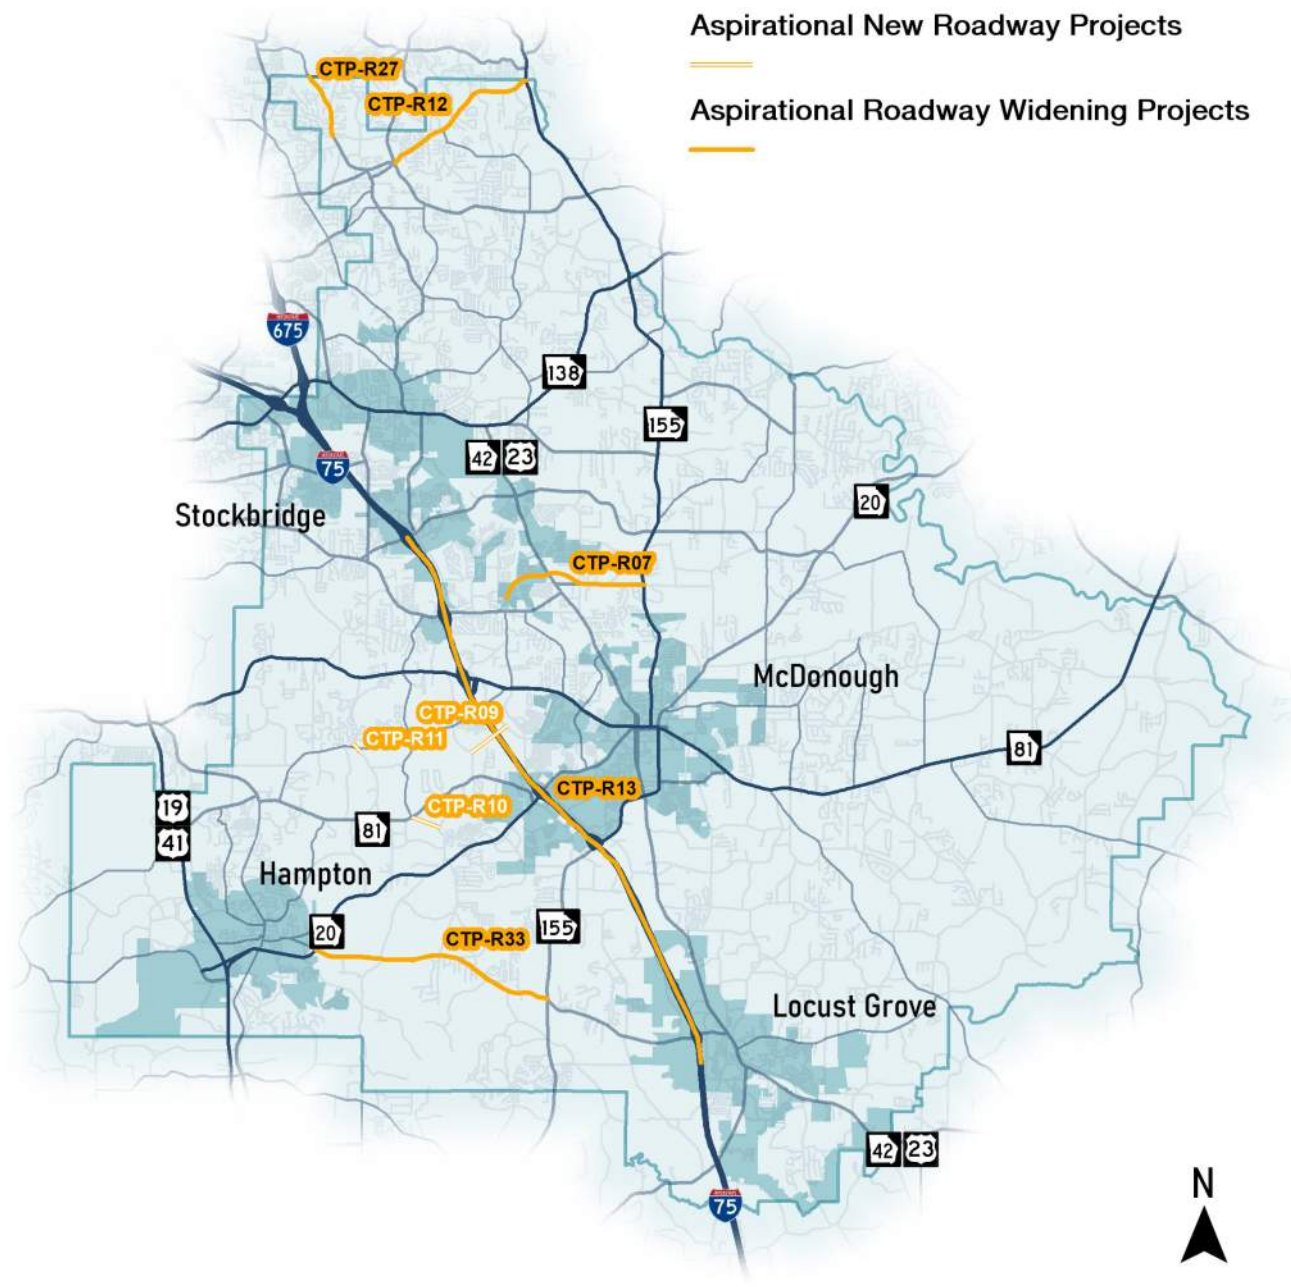 Aspirational New Roadway Projects
CTP-R27
CTP-R12
Aspirational Roadway Widening Projects
675
138
155
42 23
75
20
Stockbridge
CTP-R07
McDonough
CTP-R09
CTP-R11
81
CTP-R13
19
CTP-R10
81
41
Hampton
20
155
CTP-R33
Locust Grove
42 23
N
75